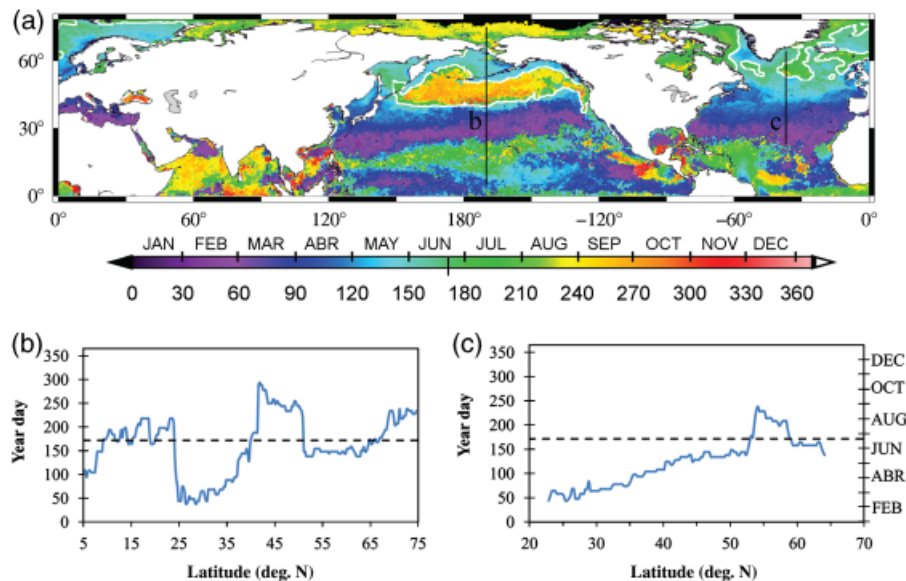 (a)
60°
30°
0°
b
c
0° 60° 120° 180° −120° −60° 0°
JAN FEB MAR ABR MAY JUN JUL AUG SEP OCT NOV DEC
0 30 60 90 120 150 180 210 240 270 300 330 360
(b)
Year day
350
300
250
200
150
100
50
0
5 15 25 35 45 55 65 75
Latitude (deg. N)
(c)
Year day
350
300
250
200
150
100
50
0
DEC
OCT
AUG
JUN
ABR
FEB
20 30 40 50 60 70
Latitude (deg. N)